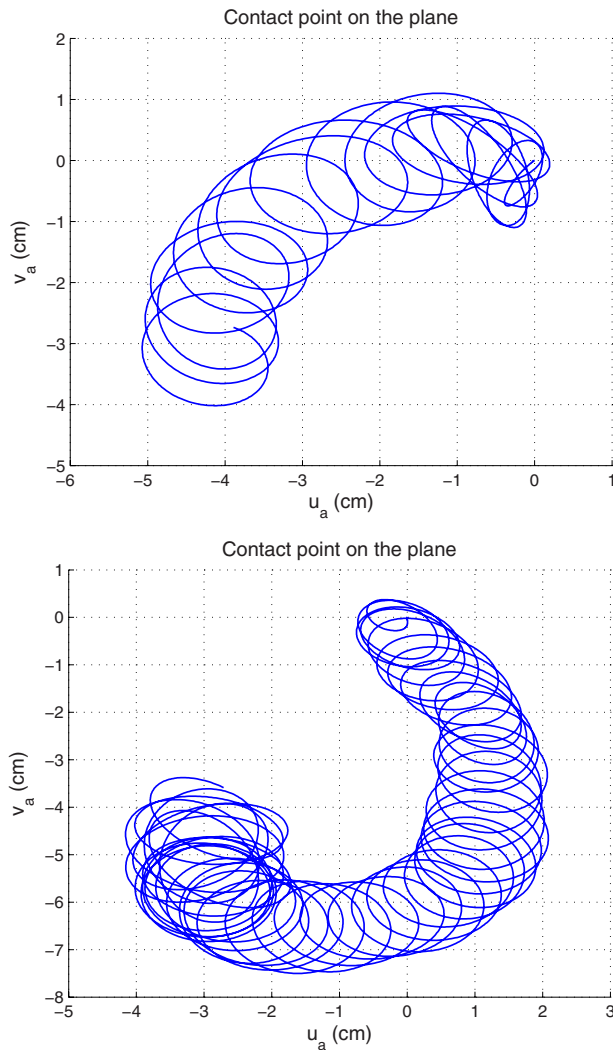 Contact point on the plane
2
1
0
−1
−2
−3
−4
−5
v_a (cm)
−6 −5 −4 −3 −2 −1 0 1
u_a (cm)
Contact point on the plane
1
0
−1
−2
−3
−4
−5
−6
−7
−8
v_a (cm)
−5 −4 −3 −2 −1 0 1 2 3
u_a (cm)